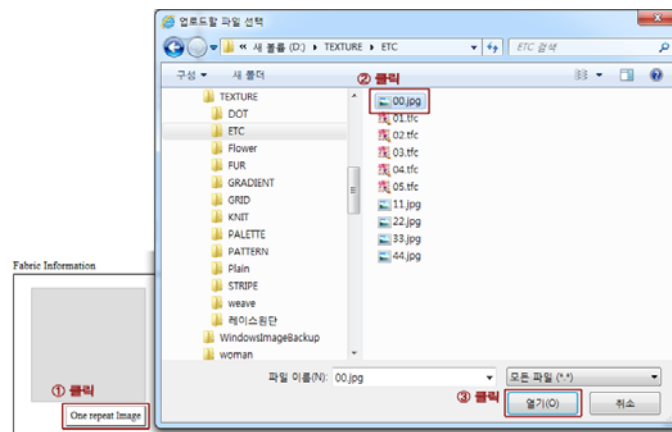 업로드할 파일 선택
« 새 볼륨 (D:) ▸ TEXTURE ▸ ETC
ETC 검색
구성 ▾ 새 폴더
② 클릭
TEXTURE
DOT
ETC
Flower
FUR
GRADIENT
GRID
KNIT
PALETTE
PATTERN
Plain
STRIPE
weave
레이스원단
WindowsImageBackup
woman
00.jpg
01.tfc
02.tfc
03.tfc
04.tfc
05.tfc
11.jpg
22.jpg
33.jpg
44.jpg
Fabric Information
① 클릭
One repeat Image
파일 이름(N): 00.jpg
모든 파일 (*.*)
③ 클릭
열기(O)
취소